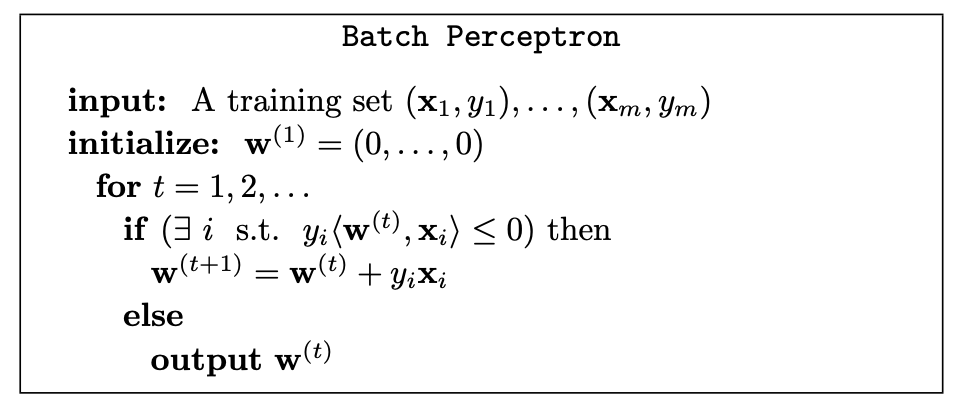 Batch Perceptron
input: A training set (𝐱₁, y₁), . . . , (𝐱ₘ, yₘ)
initialize: 𝐰⁽¹⁾ = (0, . . . , 0)
for t = 1, 2, . . .
if (∃ i s.t. yᵢ⟨𝐰⁽ᵗ⁾, 𝐱ᵢ⟩ ≤ 0) then
𝐰⁽ᵗ⁺¹⁾ = 𝐰⁽ᵗ⁾ + yᵢ𝐱ᵢ
else
output 𝐰⁽ᵗ⁾